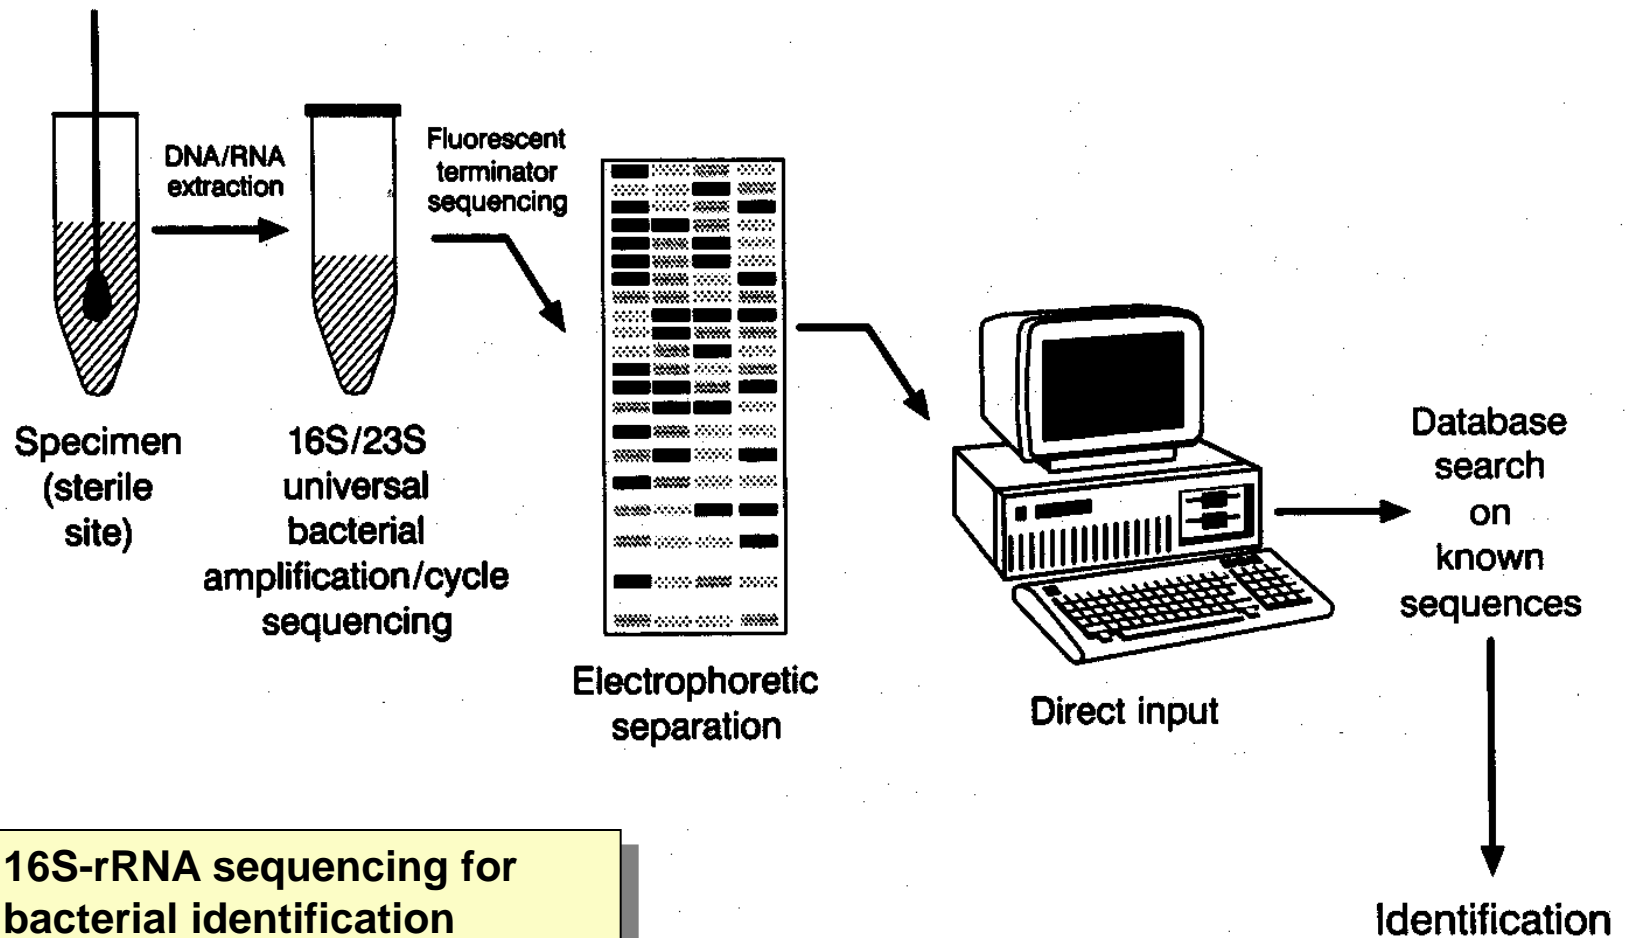 DNA/RNA
extraction
Fluorescent
terminator
sequencing
Specimen
(sterile
site)
16S/23S
universal
bacterial
amplification/cycle
sequencing
Electrophoretic
separation
Direct input
Database
search
on
known
sequences
Identification
16S-rRNA sequencing for
bacterial identification